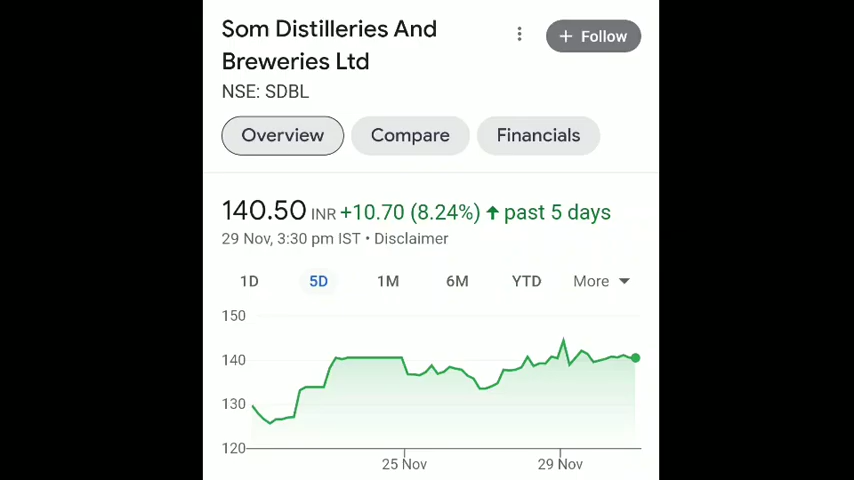 Som Distilleries And
Breweries Ltd
+ Follow
NSE: SDBL
Overview
Compare
Financials
140.50 INR +10.70 (8.24%) ↑ past 5 days
29 Nov, 3:30 pm IST • Disclaimer
1D 5D 1M 6M YTD More
150
140
130
120
25 Nov
29 Nov